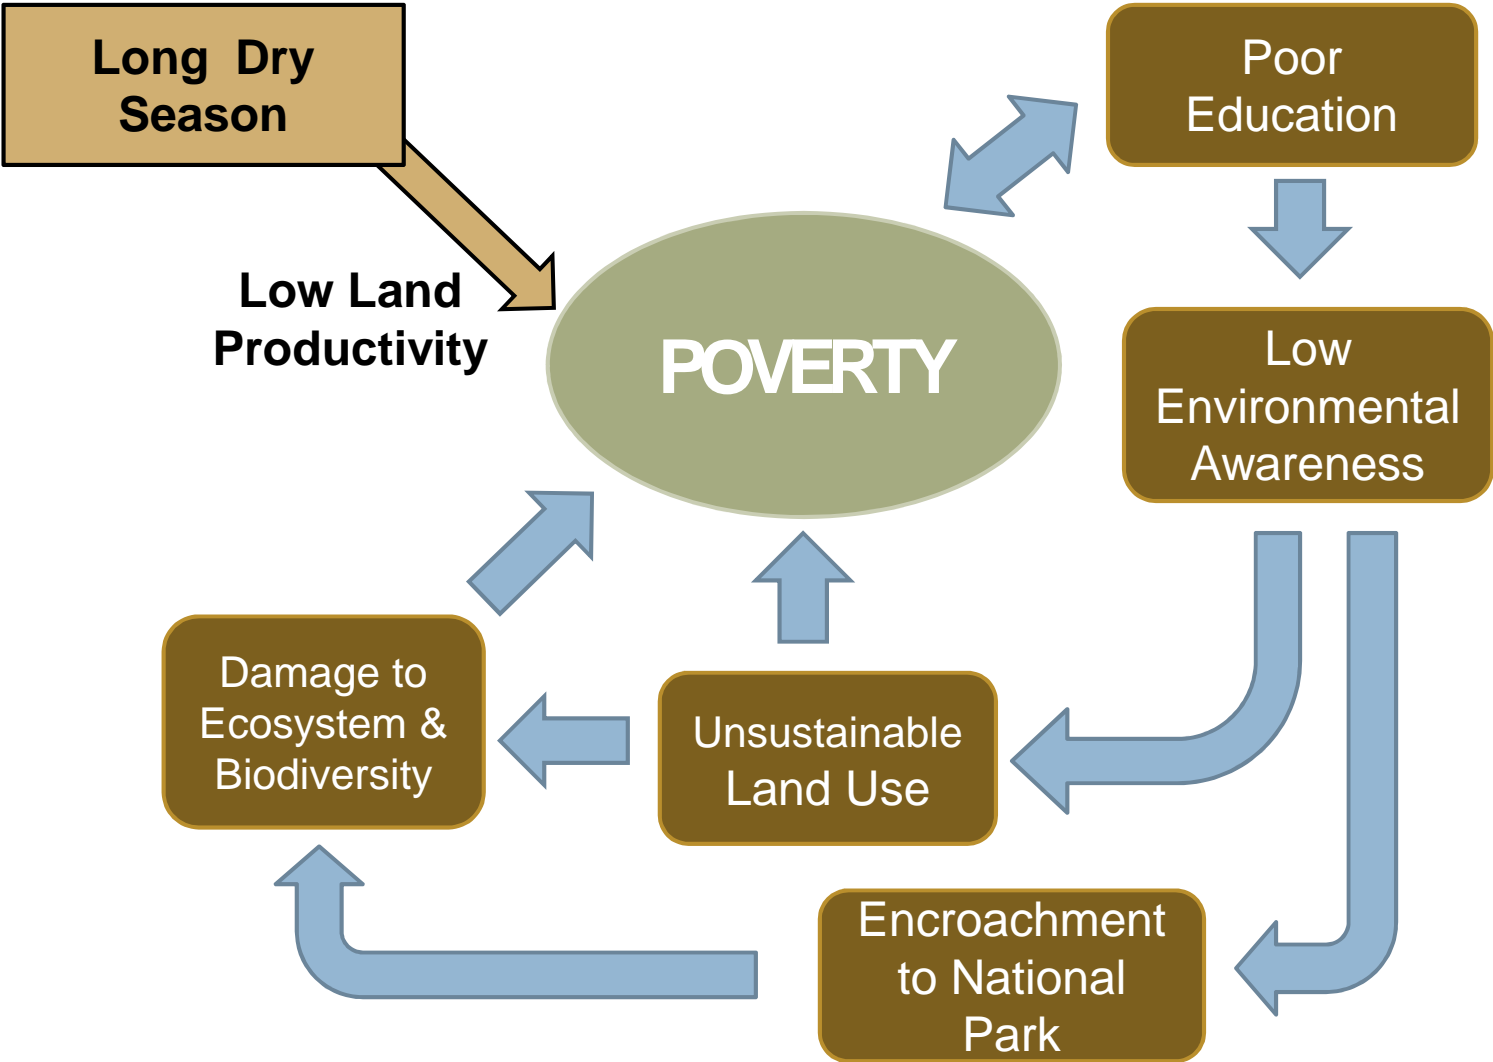 Long Dry
Season
Poor
Education
Low Land
Productivity
POVERTY
Low
Environmental
Awareness
Damage to
Ecosystem &
Biodiversity
Unsustainable
Land Use
Encroachment
to National
Park